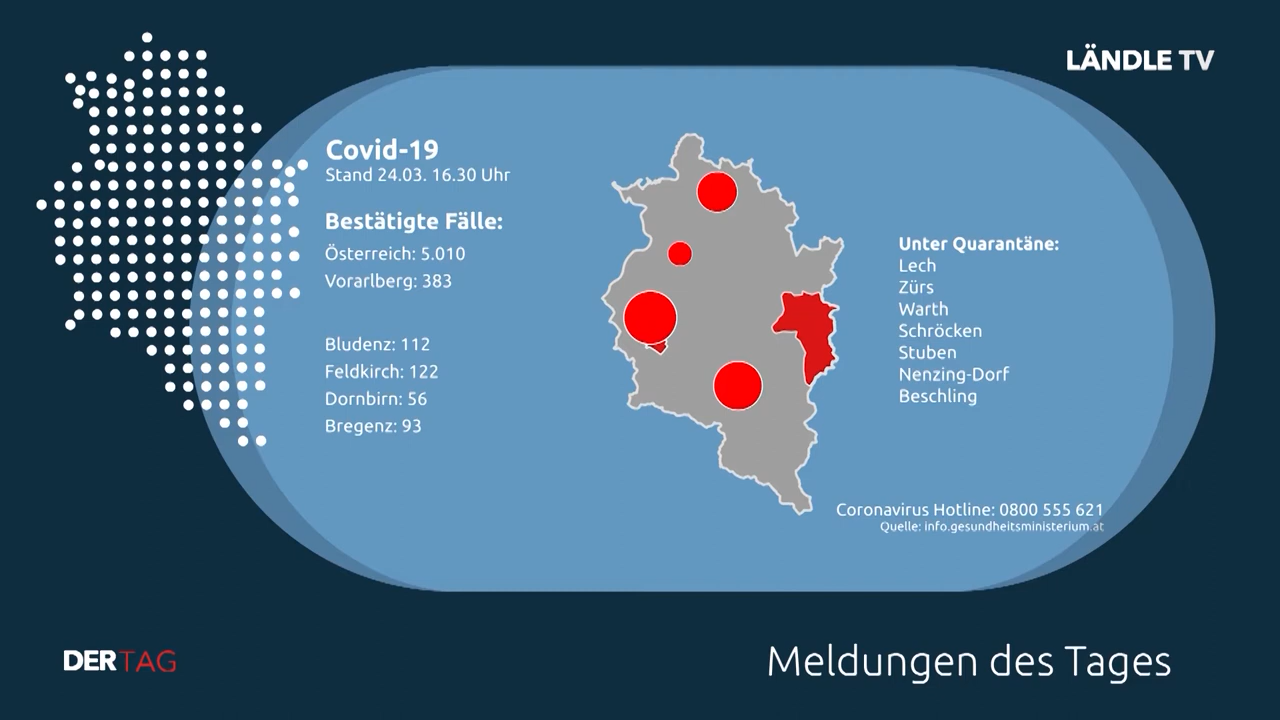 LÄNDLE TV
Covid-19
Stand 24.03. 16.30 Uhr
Bestätigte Fälle:
Österreich: 5.010
Vorarlberg: 383
Bludenz: 112
Feldkirch: 122
Dornbirn: 56
Bregenz: 93
Unter Quarantäne:
Lech
Zürs
Warth
Schröcken
Stuben
Nenzing-Dorf
Beschling
Coronavirus Hotline: 0800 555 621
Quelle: info.gesundheitsministerium.at
DERTAG
Meldungen des Tages